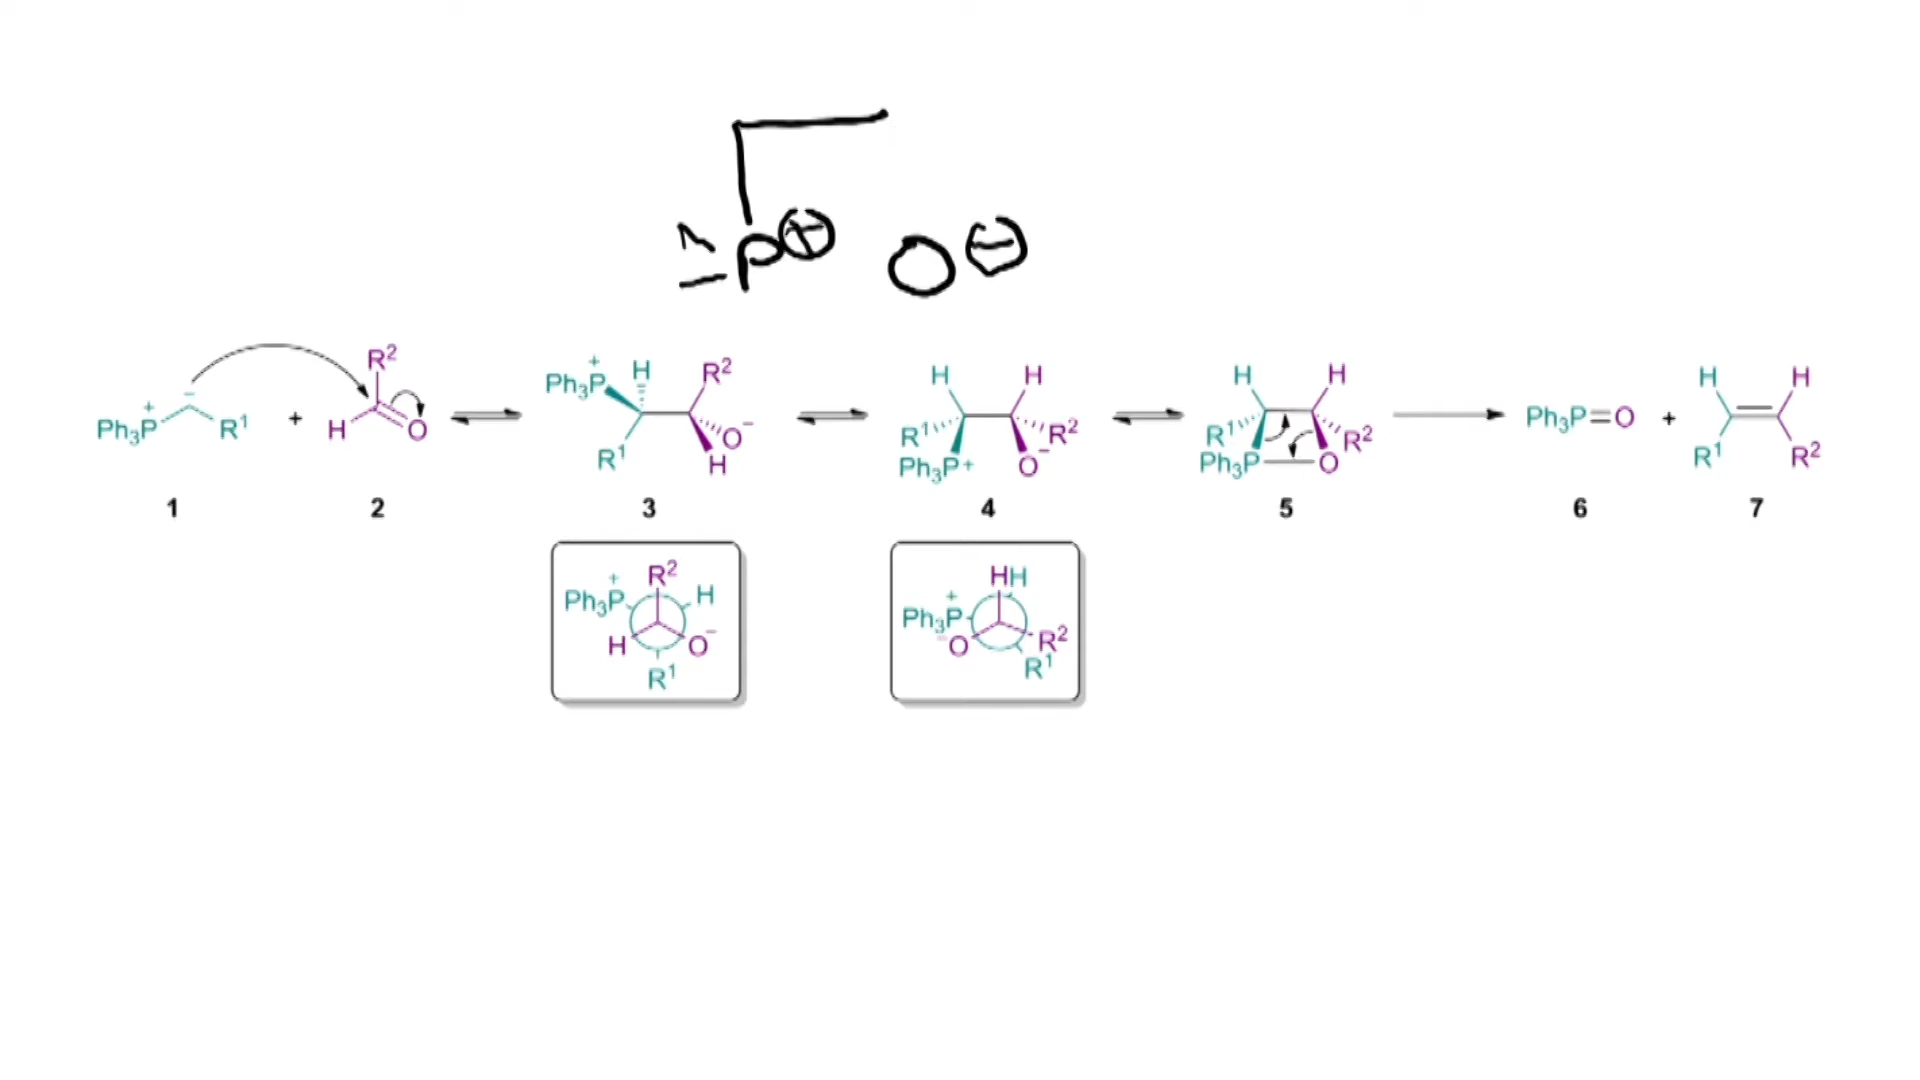 P⊕ O⊖
Ph₃P⁺ ⁻ R¹ + R² H O Ph₃P⁺ H R² R¹ O⁻ H H H R¹ R² Ph₃P⁺ O⁻ H H R¹ R² Ph₃P O Ph₃P=O + H H R¹ R²
1 2 3 4 5 6 7
Ph₃P⁺ R² H H O⁻ R¹
H H Ph₃P⁺ ⁻O R² R¹